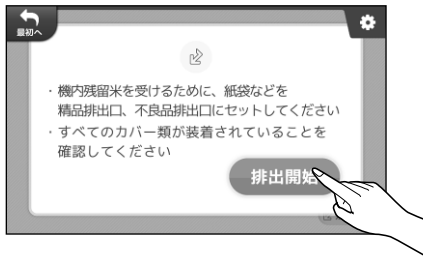 最初へ
・機内残留米を受けるために、紙袋などを
精品排出口、不良品排出口にセットしてください
・すべてのカバー類が装着されていることを
確認してください
排出開始